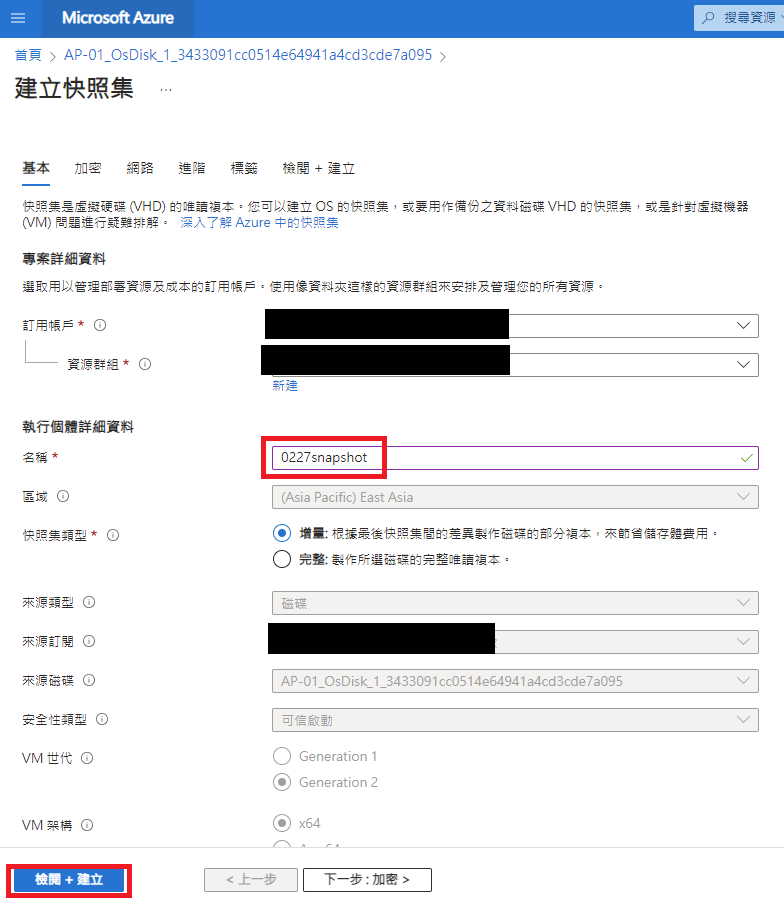 Microsoft Azure
搜尋資源
首頁 > AP-01_OsDisk_1_3433091cc0514e64941a4cd3cde7a095 >
建立快照集 ...
基本 加密 網路 進階 標籤 檢閱 + 建立
快照集是虛擬硬碟 (VHD) 的唯讀複本。您可以建立 OS 的快照集，或要用作備份之資料磁碟 VHD 的快照集，或是針對虛擬機器
(VM) 問題進行疑難排解。 深入了解 Azure 中的快照集
專案詳細資料
選取用以管理部署資源及成本的訂用帳戶。使用像資料夾這樣的資源群組來安排及管理您的所有資源。
訂用帳戶 *
資源群組 *
新建
執行個體詳細資料
名稱 * 0227snapshot
區域 (Asia Pacific) East Asia
快照集類型 * 增量: 根據最後快照集間的差異製作磁碟的部分複本，來節省儲存體費用。
完整: 製作所選磁碟的完整唯讀複本。
來源類型 磁碟
來源訂閱
來源磁碟 AP-01_OsDisk_1_3433091cc0514e64941a4cd3cde7a095
安全性類型 可信啟動
VM 世代 Generation 1
Generation 2
VM 架構 x64
檢閱 + 建立 < 上一步 下一步 : 加密 >